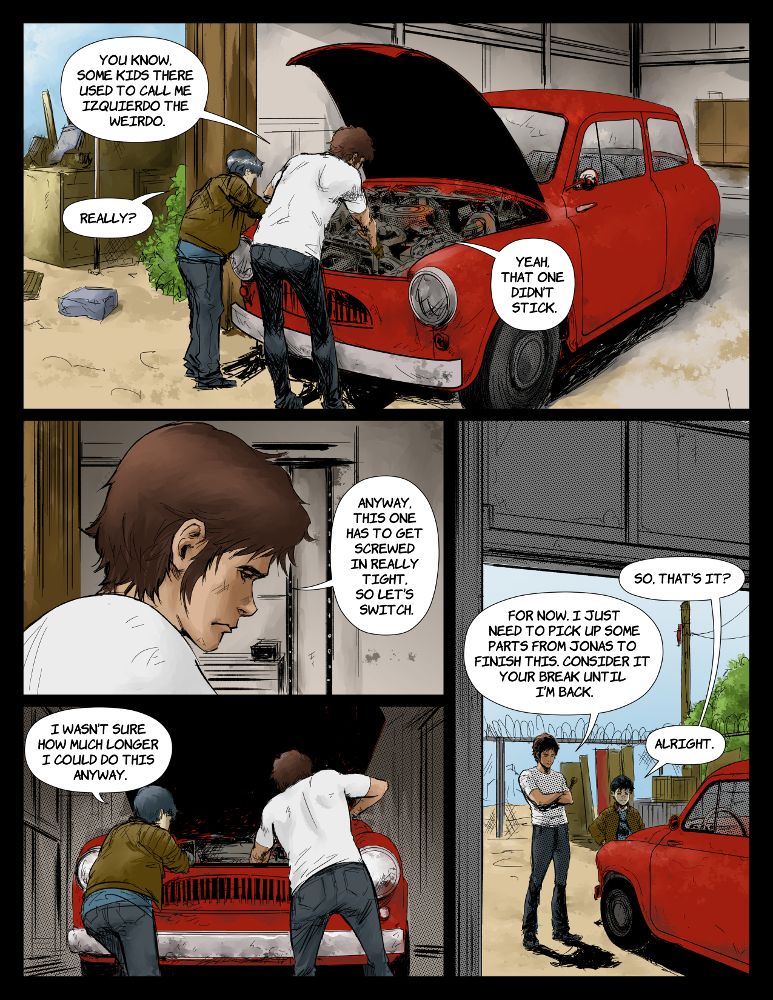 YOU KNOW,
SOME KIDS THERE
USED TO CALL ME
IZQUIERDO THE
WEIRDO.
REALLY?
YEAH,
THAT ONE
DIDN'T
STICK.
ANYWAY,
THIS ONE
HAS TO GET
SCREWED
IN REALLY
TIGHT,
SO LET'S
SWITCH.
I WASN'T SURE
HOW MUCH LONGER
I COULD DO THIS
ANYWAY.
SO, THAT'S IT?
FOR NOW. I JUST
NEED TO PICK UP SOME
PARTS FROM JONAS TO
FINISH THIS. CONSIDER IT
YOUR BREAK UNTIL
I'M BACK.
ALRIGHT.